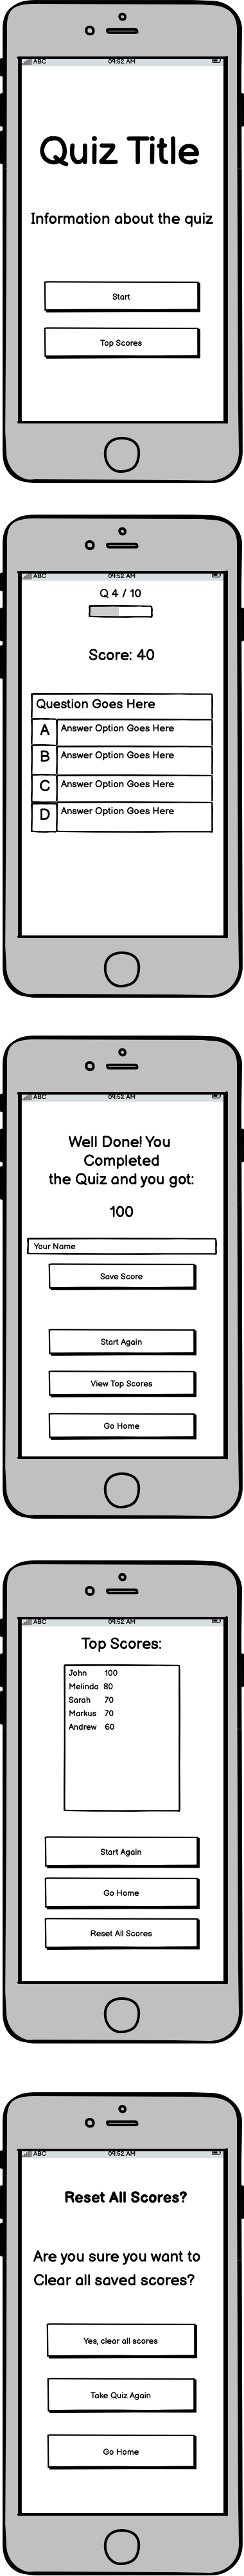 ABC 09:52 AM
Quiz Title
Information about the quiz
Start
Top Scores
ABC 09:52 AM
Q 4 / 10
Score: 40
Question Goes Here
A Answer Option Goes Here
B Answer Option Goes Here
C Answer Option Goes Here
D Answer Option Goes Here
ABC 09:52 AM
Well Done! You
Completed
the Quiz and you got:
100
Your Name
Save Score
Start Again
View Top Scores
Go Home
ABC 09:52 AM
Top Scores:
John 100
Melinda 80
Sarah 70
Markus 70
Andrew 60
Start Again
Go Home
Reset All Scores
ABC 09:52 AM
Reset All Scores?
Are you sure you want to
Clear all saved scores?
Yes, clear all scores
Take Quiz Again
Go Home